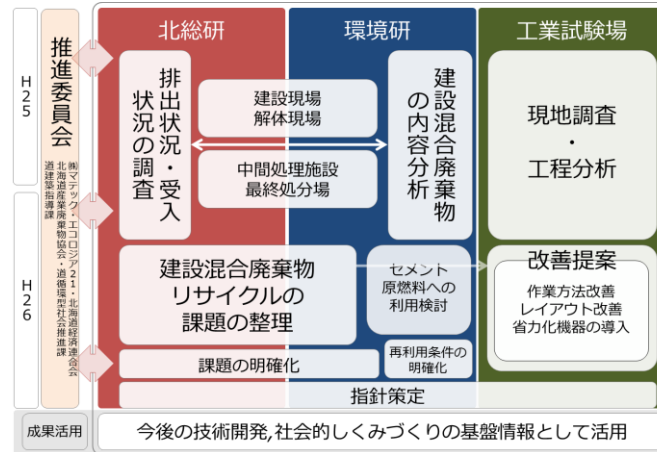 北総研
環境研
工業試験場
H25
H26
推進委員会
㈱マテック・エコロジア21・北海道経済連合会
北海道産業廃棄物協会・道循環型社会推進課
道建築指導課
排出状況・受入
状況の調査
建設現場
解体現場
中間処理施設
最終処分場
建設混合廃棄物
の内容分析
現地調査
・
工程分析
建設混合廃棄物
リサイクルの
課題の整理
セメント
原燃料への
利用検討
改善提案
作業方法改善
レイアウト改善
省力化機器の導入
課題の明確化
再利用条件の
明確化
指針策定
成果活用
今後の技術開発,社会的しくみづくりの基盤情報として活用